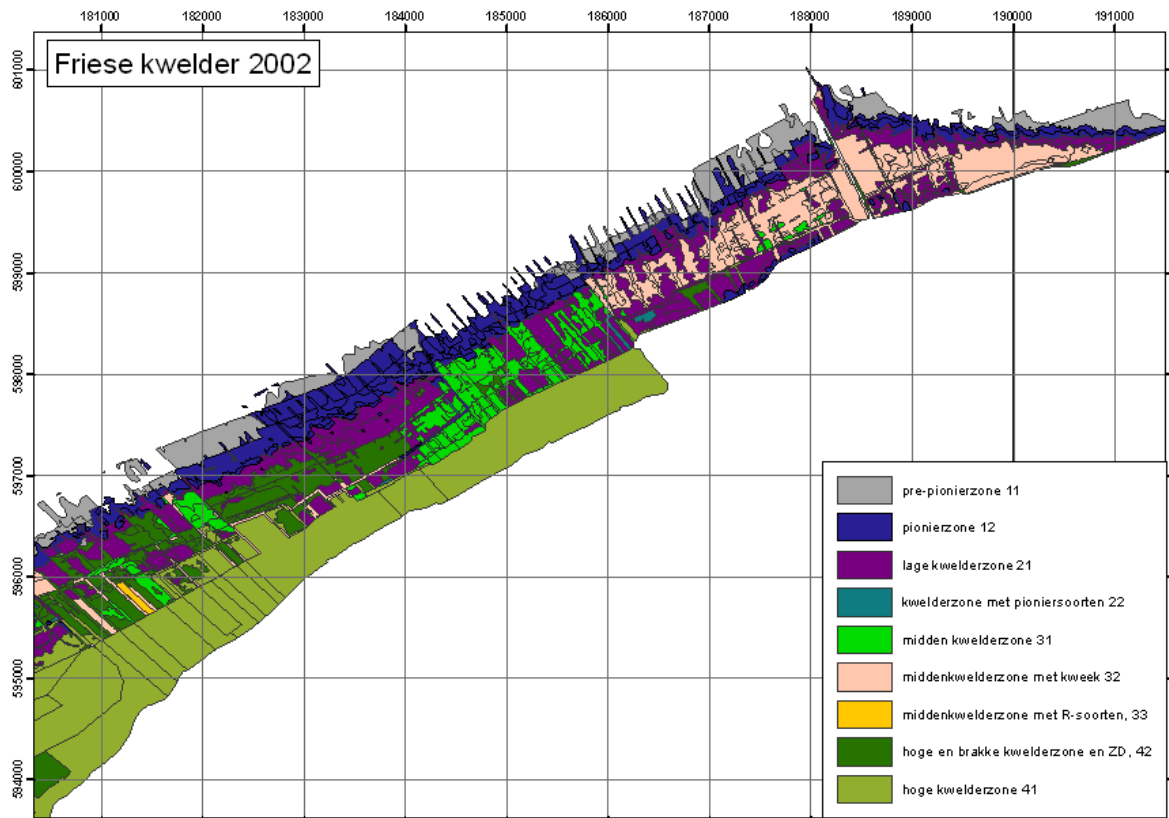 181000 182000 183000 184000 185000 186000 187000 188000 189000 190000 191000
Friese kwelder 2002
601000
600000
599000
598000
597000
596000
595000
594000
pre-pionierzone 11
pionierzone 12
lage kwelderzone 21
kwelderzone met pioniersoorten 22
midden kwelderzone 31
middenkwelderzone met kweek 32
middenkwelderzone met R-soorten, 33
hoge en brakke kwelderzone en ZD, 42
hoge kwelderzone 41